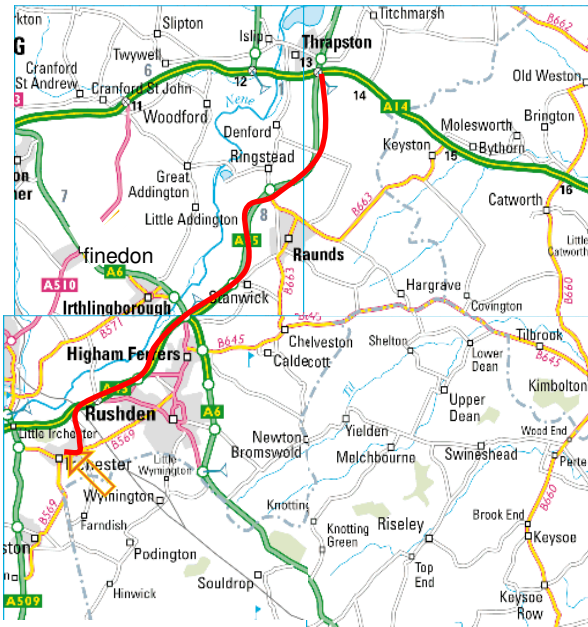 Slipton
Titchmarsh
B662
Islip
Thrapston
Twywell
6
13
12
1
Cranford
St Andrew
Cranford St John
14
Old Weston
11
A14
Woodford
Nene
Denford
Molesworth
Brington
Keyston
Bythorn
15
Ringstead
16
Great
Addington
7
B663
Catworth
Little Addington
8
Little
Catworth
finedon
A6
Raunds
A510
B663
Hargrave
Stanwick
Covington
B660
Irthlingborough
B571
B645
Tilbrook
Chelveston
Shelton
B645
Higham Ferrers
B645
Caldecott
Lower
Dean
Kimbolton
Till
Upper
Dean
Rushden
A6
Little Irchester
B569
Yielden
Wood End
Newton
Bromswold
Melchbourne
Swineshead
Irchester
Little
Wymington
B660
Wymington
B569
Knotting
Brook End
Farndish
Riseley
Knotting
Green
Keysoe
Podington
Top
End
Souldrop
Hinwick
Keysoe
Row
A509